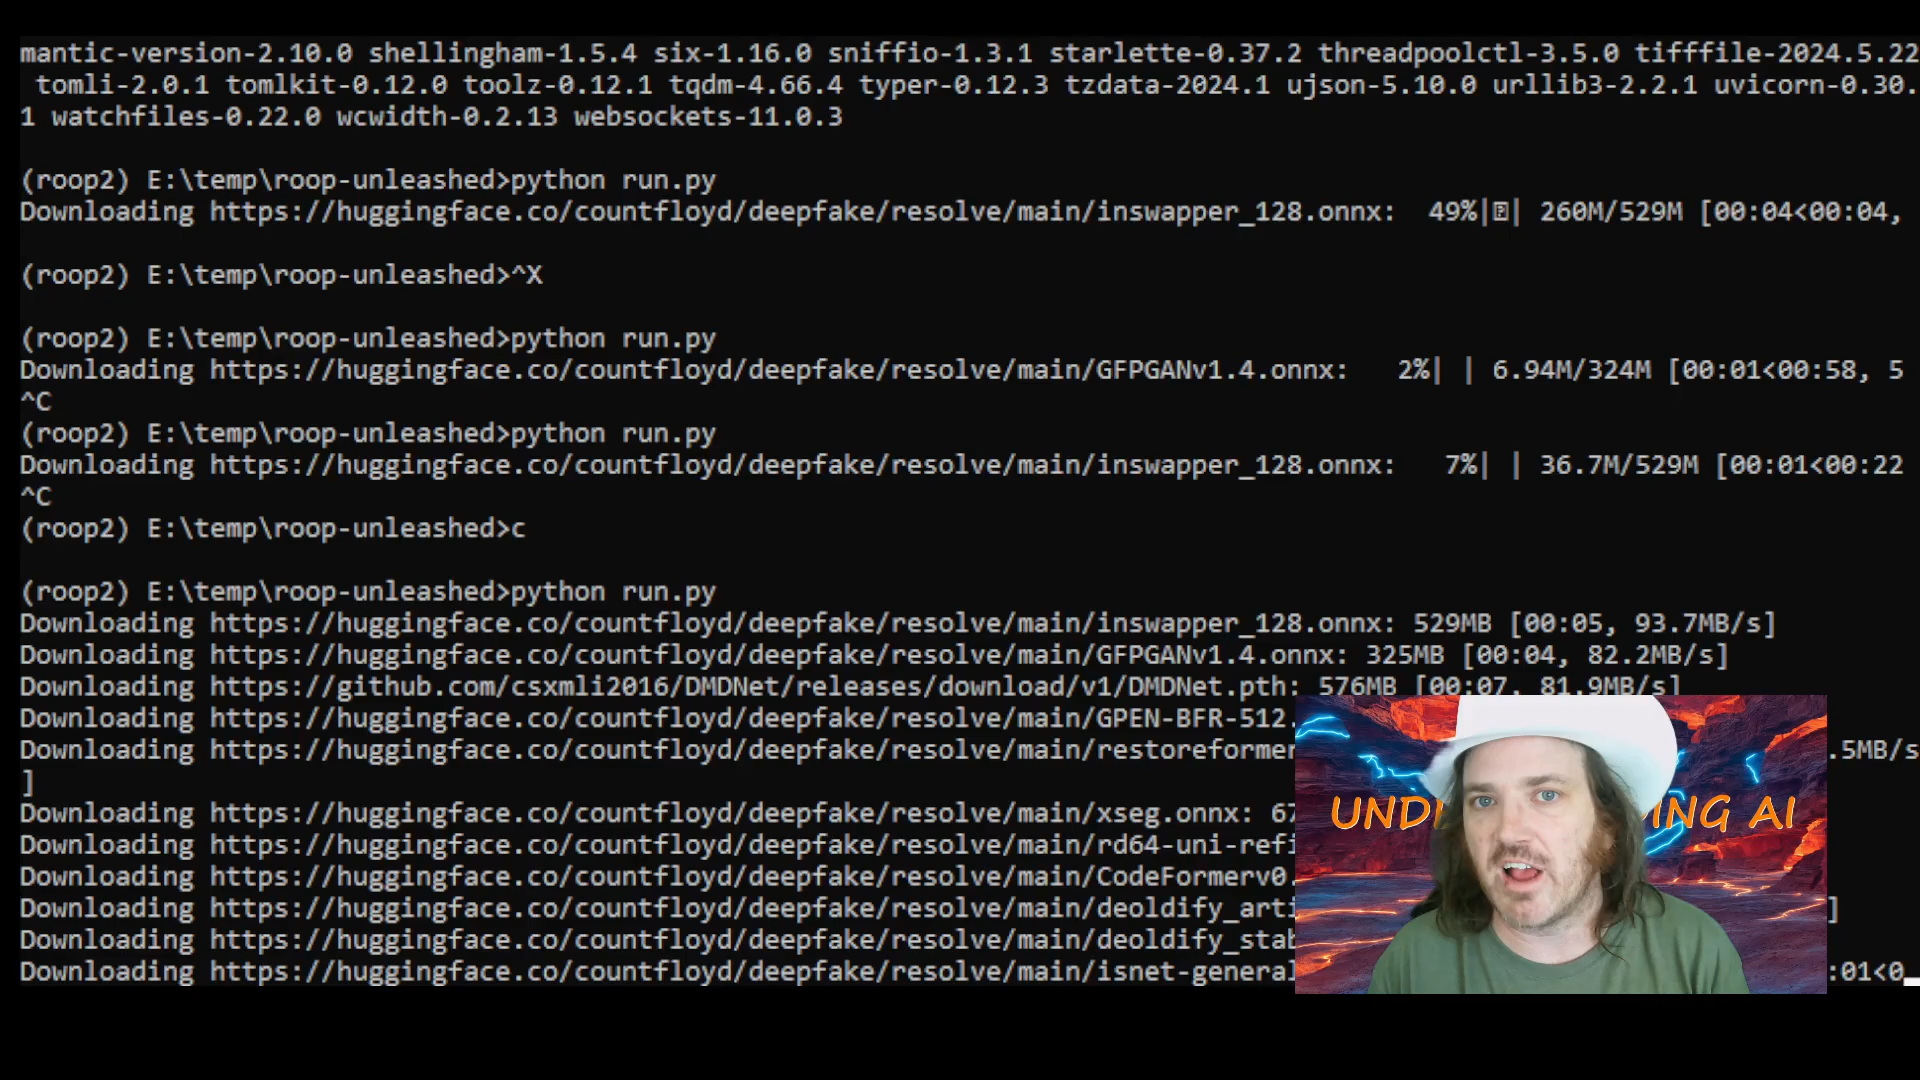 mantic-version-2.10.0 shellingham-1.5.4 six-1.16.0 sniffio-1.3.1 starlette-0.37.2 threadpoolctl-3.5.0 tifffile-2024.5.22
tomli-2.0.1 tomlkit-0.12.0 toolz-0.12.1 tqdm-4.66.4 typer-0.12.3 tzdata-2024.1 ujson-5.10.0 urllib3-2.2.1 uvicorn-0.30.
1 watchfiles-0.22.0 wcwidth-0.2.13 websockets-11.0.3
(roop2) E:\temp\roop-unleashed>python run.py
Downloading https://huggingface.co/countfloyd/deepfake/resolve/main/inswapper_128.onnx:  49%|⍰| 260M/529M [00:04<00:04,
(roop2) E:\temp\roop-unleashed>^X
(roop2) E:\temp\roop-unleashed>python run.py
Downloading https://huggingface.co/countfloyd/deepfake/resolve/main/GFPGANv1.4.onnx:   2%| | 6.94M/324M [00:01<00:58, 5
^C
(roop2) E:\temp\roop-unleashed>python run.py
Downloading https://huggingface.co/countfloyd/deepfake/resolve/main/inswapper_128.onnx:   7%| | 36.7M/529M [00:01<00:22
^C
(roop2) E:\temp\roop-unleashed>c
(roop2) E:\temp\roop-unleashed>python run.py
Downloading https://huggingface.co/countfloyd/deepfake/resolve/main/inswapper_128.onnx: 529MB [00:05, 93.7MB/s]
Downloading https://huggingface.co/countfloyd/deepfake/resolve/main/GFPGANv1.4.onnx: 325MB [00:04, 82.2MB/s]
Downloading https://github.com/csxmli2016/DMDNet/releases/download/v1/DMDNet.pth: 576MB [00:07, 81.9MB/s]
Downloading https://huggingface.co/countfloyd/deepfake/resolve/main/GPEN-BFR-512.
Downloading https://huggingface.co/countfloyd/deepfake/resolve/main/restoreformer .5MB/s
]
Downloading https://huggingface.co/countfloyd/deepfake/resolve/main/xseg.onnx: 67
Downloading https://huggingface.co/countfloyd/deepfake/resolve/main/rd64-uni-refi
Downloading https://huggingface.co/countfloyd/deepfake/resolve/main/CodeFormerv0.
Downloading https://huggingface.co/countfloyd/deepfake/resolve/main/deoldify_arti ]
Downloading https://huggingface.co/countfloyd/deepfake/resolve/main/deoldify_stab
Downloading https://huggingface.co/countfloyd/deepfake/resolve/main/isnet-general :01<0
UND ING AI